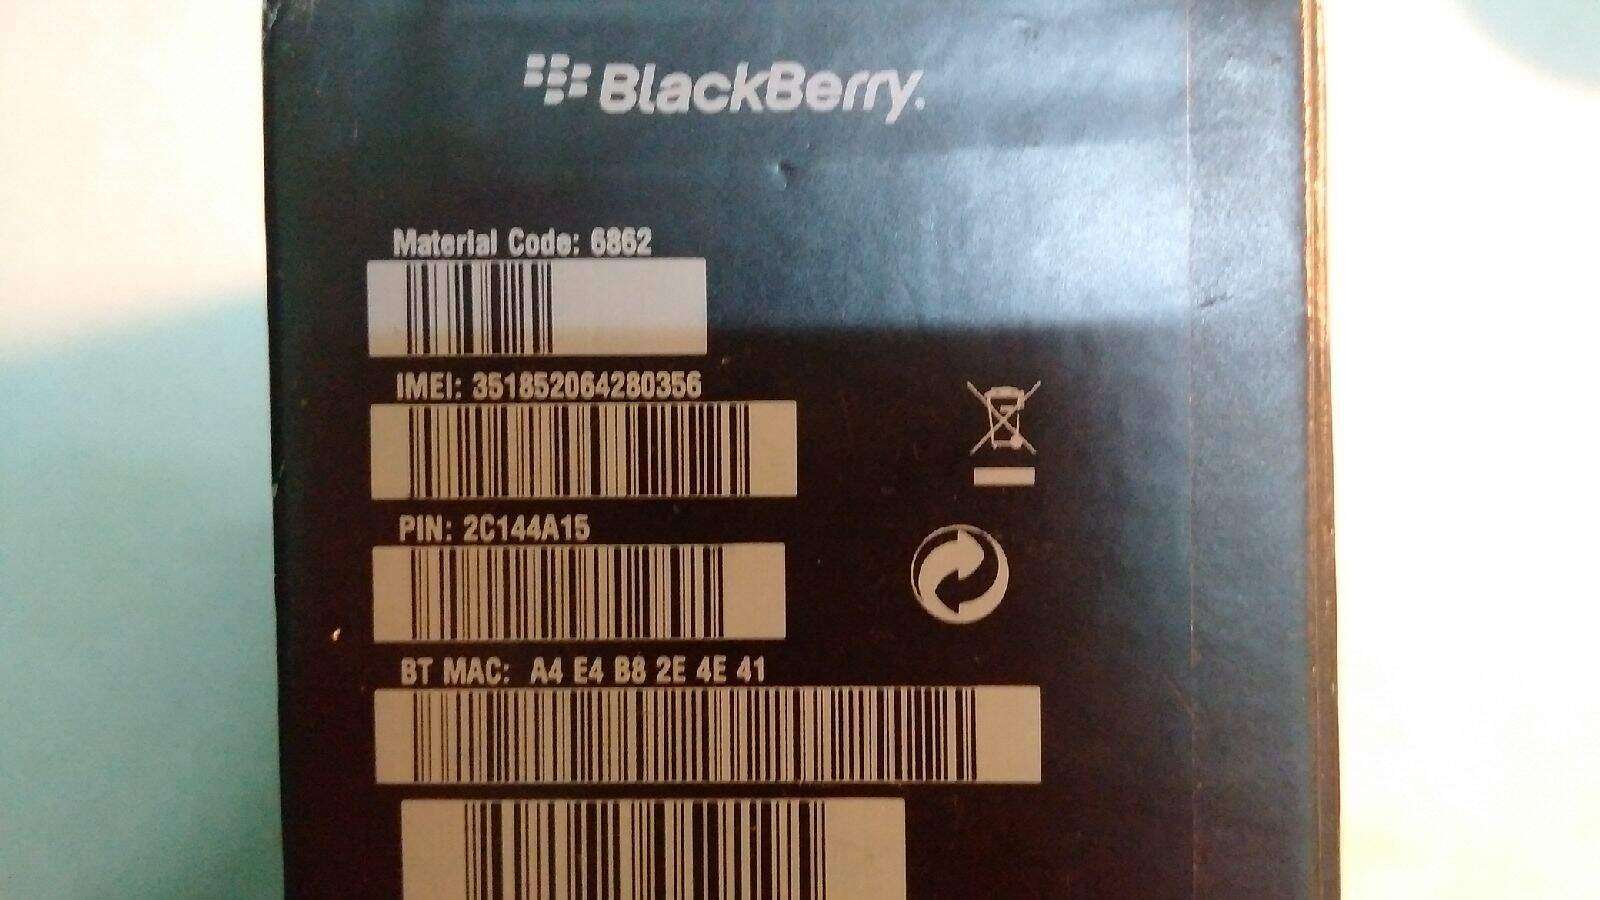 BlackBerry.
Material Code: 6862
IMEI: 351852064280356
PIN: 2C144A15
BT MAC: A4 E4 B8 2E 4E 41